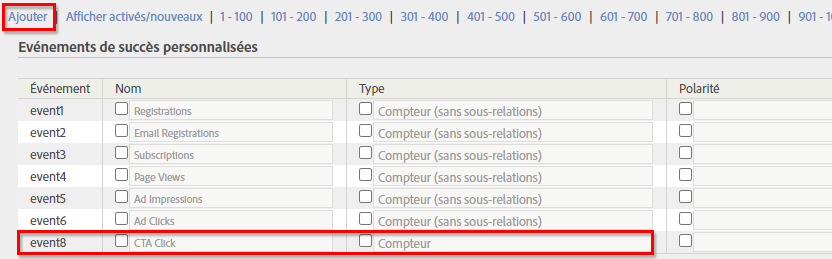 Ajouter | Afficher activés/nouveaux | 1 - 100 | 101 - 200 | 201 - 300 | 301 - 400 | 401 - 500 | 501 - 600 | 601 - 700 | 701 - 800 | 801 - 900 | 901 - 
Evénements de succès personnalisées
Événement Nom Type Polarité
event1 Registrations Compteur (sans sous-relations)
event2 Email Registrations Compteur (sans sous-relations)
event3 Subscriptions Compteur (sans sous-relations)
event4 Page Views Compteur (sans sous-relations)
event5 Ad Impressions Compteur (sans sous-relations)
event6 Ad Clicks Compteur (sans sous-relations)
event8 CTA Click Compteur